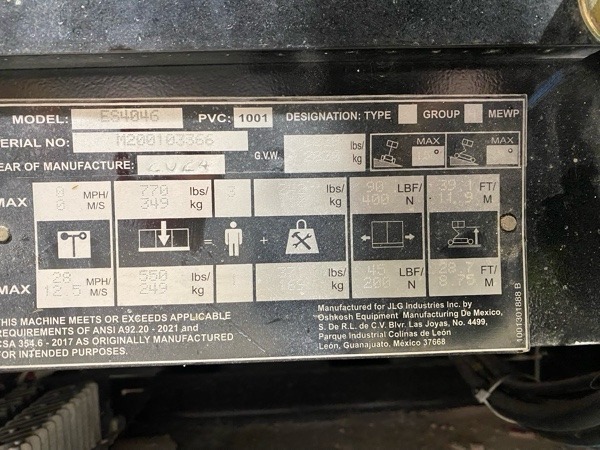 MODEL: ES4046 PVC: 1001 DESIGNATION: TYPE GROUP MEWP
ERIAL NO: M200103366
G.V.W. lbs/ kg MAX ° MAX °
EAR OF MANUFACTURE: 2024
MAX 0 MPH/ 770 lbs/ 3 lbs/ 90 LBF/ 39.1 FT/
0 M/S 349 kg kg 400 N 11.9 M
= +
MAX 28 MPH/ 550 lbs/ 1 lbs/ 45 LBF/ FT/
12.5 M/S 249 kg kg 200 N M
THIS MACHINE MEETS OR EXCEEDS APPLICABLE
REQUIREMENTS OF ANSI A92.20 - 2021 and
CSA 354.6 - 2017 AS ORIGINALLY MANUFACTURED
FOR INTENDED PURPOSES.
Manufactured for JLG Industries Inc. by
Oshkosh Equipment Manufacturing De Mexico,
S. De R.L. de C.V. Blvr. Las Joyas, No. 4499,
Parque Industrial Colinas de León
León, Guanajuato, México 37668
1001901888 B